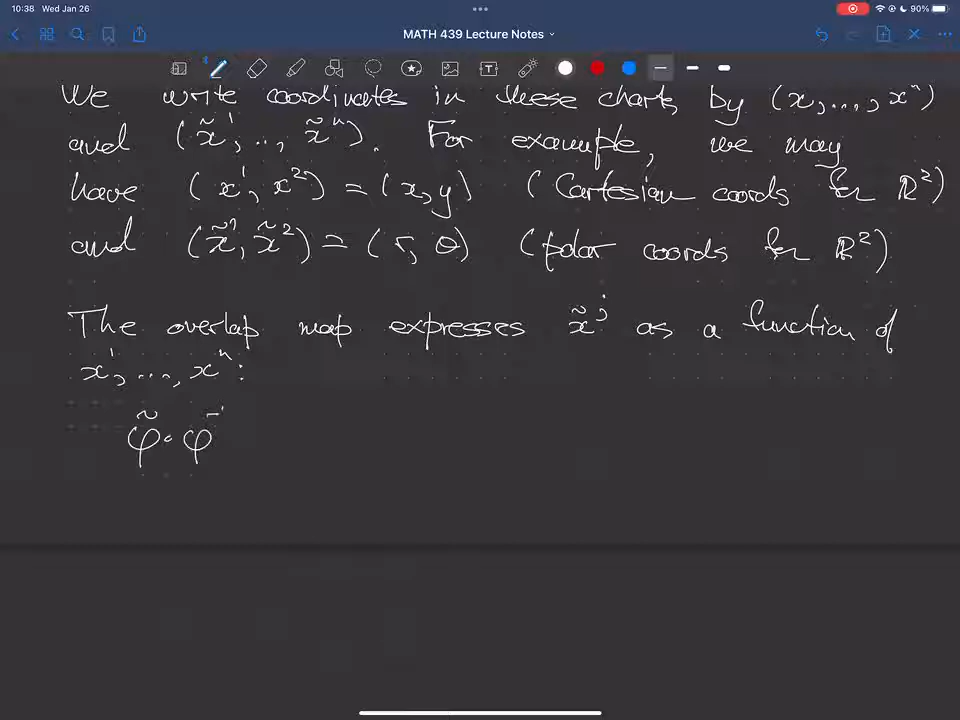 10:38 Wed Jan 26
90%
MATH 439 Lecture Notes
We write coordinates in these charts by (x, ..., xⁿ)
and (x̃¹, .., x̃ⁿ). For example, we may
have (x¹, x²) = (x, y) (Cartesian coords for ℝ²)
and (x̃¹, x̃²) = (r, θ) (polar coords for ℝ²)
The overlap map expresses x̃ʲ as a function of
x¹, ..., xⁿ:
φ̃∘φ⁻¹